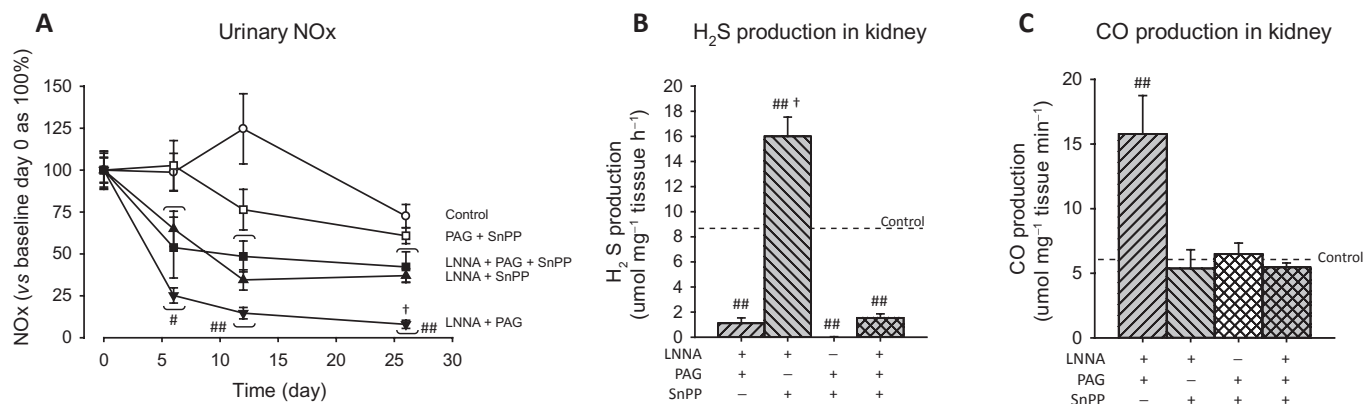 A
Urinary NOx
NOx (vs baseline day 0 as 100%)
150
125
100
75
50
25
0
0 5 10 15 20 25 30
Time (day)
Control
PAG + SnPP
LNNA + PAG + SnPP
LNNA + SnPP
LNNA + PAG
#
##
†
##
B
H₂S production in kidney
H₂ S production
(umol mg⁻¹ tisssue h⁻¹)
20
18
16
14
12
10
8
6
4
2
0
##
## †
##
##
Control
LNNA + + – +
PAG + – + +
SnPP – + + +
C
CO production in kidney
CO production
(umol mg⁻¹ tissue min⁻¹)
20
15
10
5
0
##
Control
LNNA + + – +
PAG + – + +
SnPP – + + +